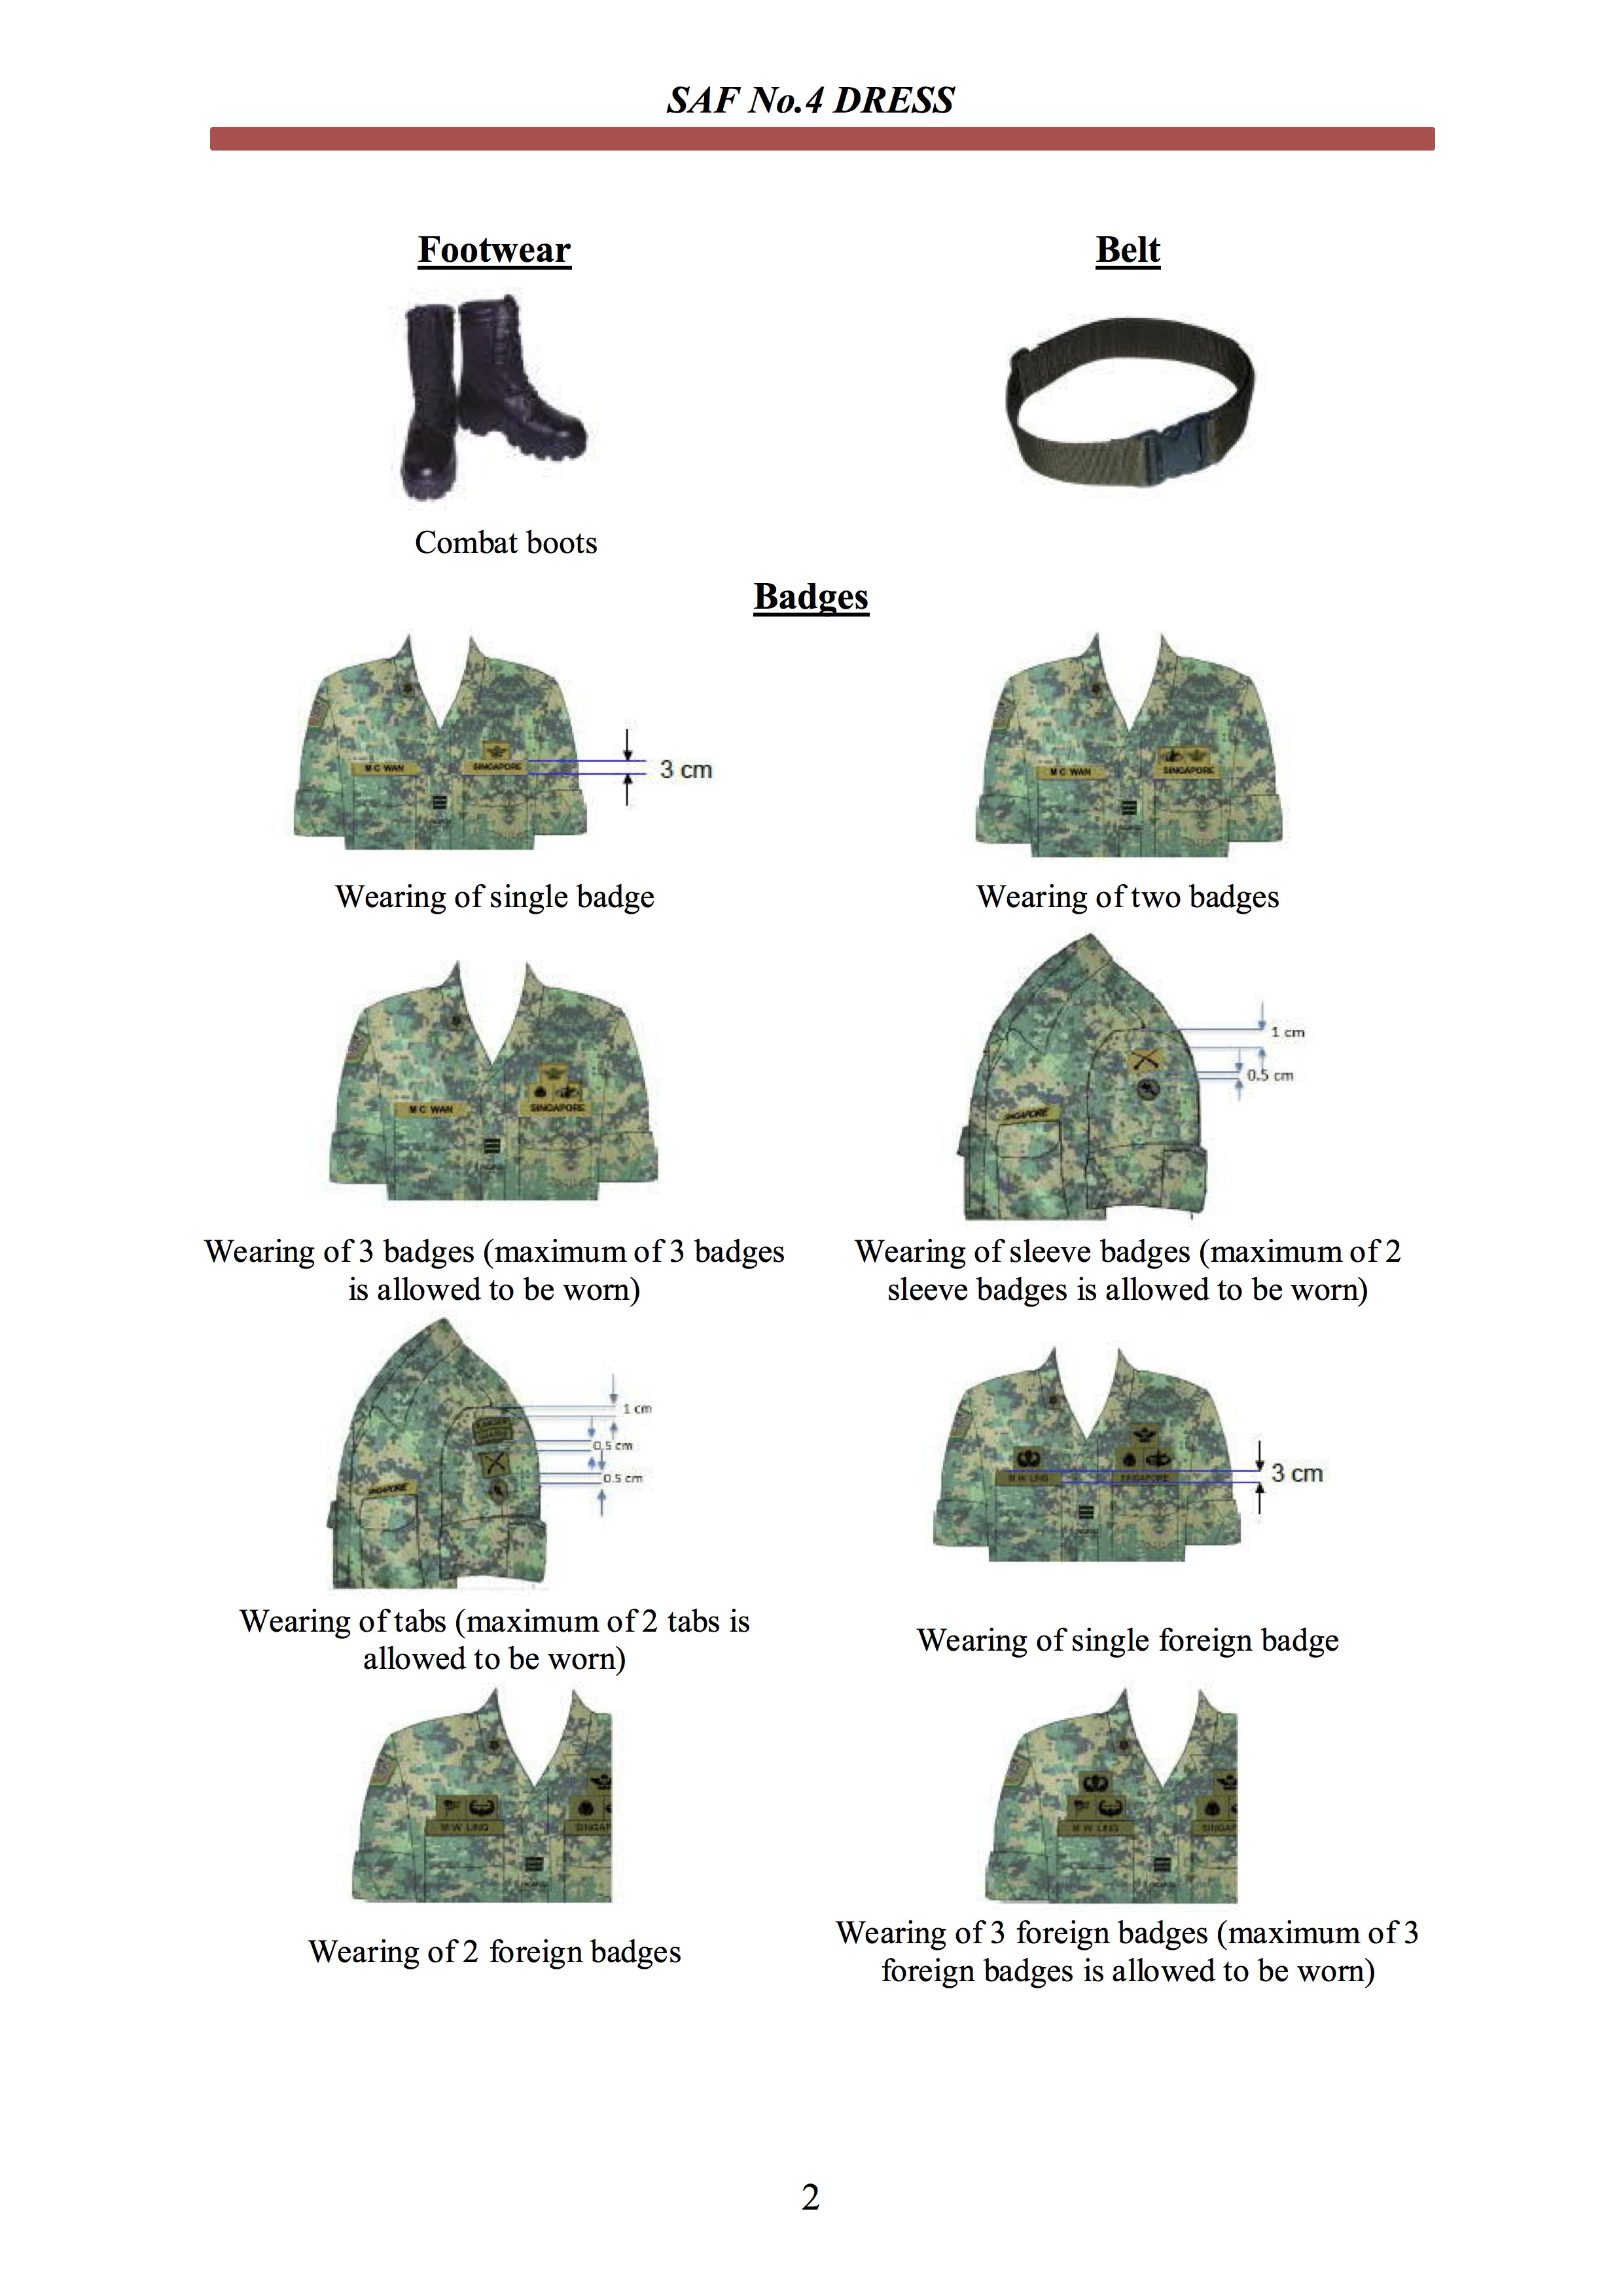 SAF No.4 DRESS
Footwear
Belt
Combat boots
Badges
M C WAN
SINGAPORE
3 cm
M C WAN
SINGAPORE
Wearing of single badge
Wearing of two badges
M C WAN
SINGAPORE
SINGAPORE
1 cm
0.5 cm
Wearing of 3 badges (maximum of 3 badges
is allowed to be worn)
Wearing of sleeve badges (maximum of 2
sleeve badges is allowed to be worn)
RANGER
SINGAPORE
1 cm
0.5 cm
0.5 cm
M W LING
SINGAPORE
3 cm
Wearing of tabs (maximum of 2 tabs is
allowed to be worn)
Wearing of single foreign badge
M W LING
SINGAP
M W LING
SINGAP
Wearing of 2 foreign badges
Wearing of 3 foreign badges (maximum of 3
foreign badges is allowed to be worn)
2